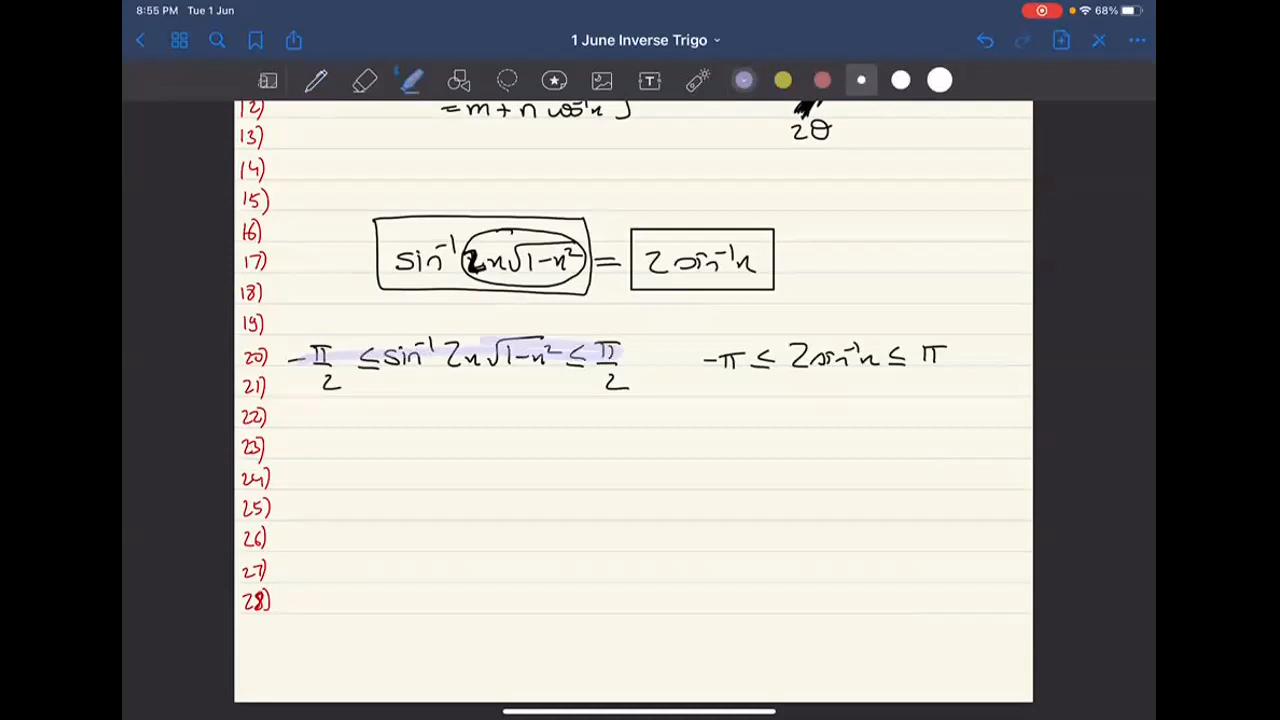 8:55 PM Tue 1 Jun 68%
1 June Inverse Trigo
12) = m + n cos⁻¹x }
2θ
13)
14)
15)
16)
17) sin⁻¹ 2x√1-x² = 2 sin⁻¹x
18)
19)
20) -π/2 ≤ sin⁻¹ 2x√1-x² ≤ π/2 -π ≤ 2 sin⁻¹x ≤ π
21)
22)
23)
24)
25)
26)
27)
28)